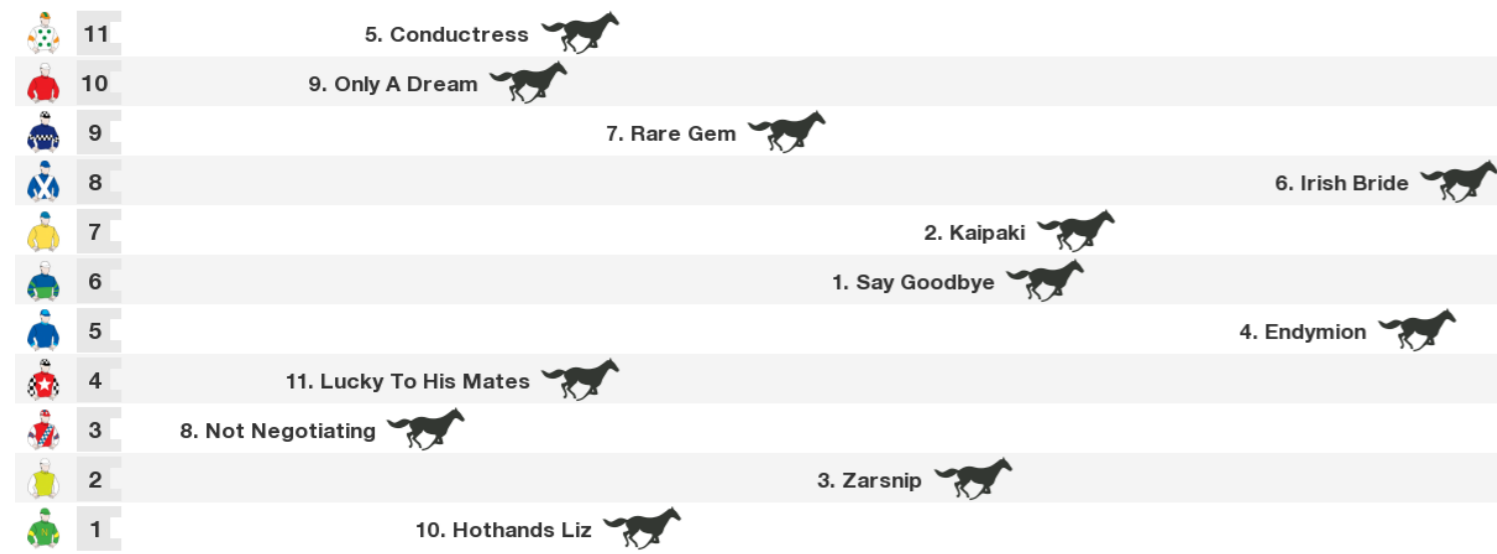 11 5. Conductress
10 9. Only A Dream
9 7. Rare Gem
8 6. Irish Bride
7 2. Kaipaki
6 1. Say Goodbye
5 4. Endymion
4 11. Lucky To His Mates
3 8. Not Negotiating
2 3. Zarsnip
N 1 10. Hothands Liz